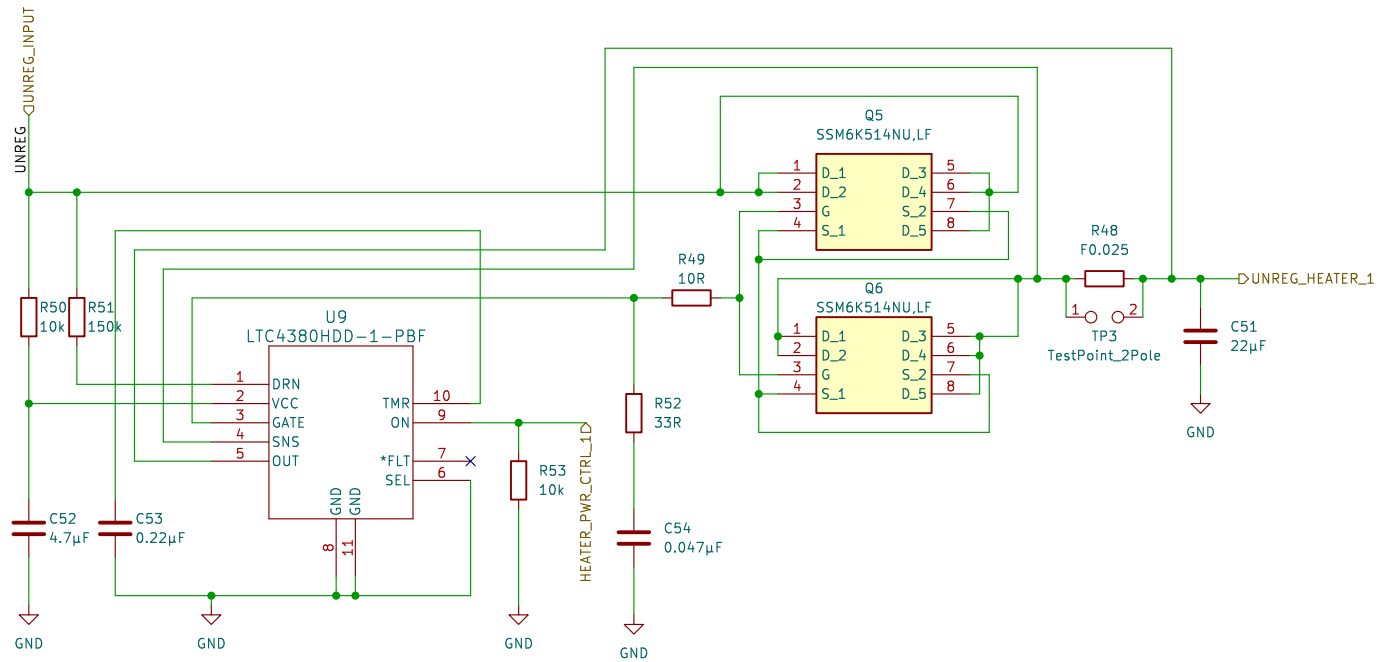 UNREG_INPUT
UNREG
Q5
SSM6K514NU,LF
1 D_1 D_3 5
2 D_2 D_4 6
3 G S_2 7
4 S_1 D_5 8
R48
F0.025
R49
10R
UNREG_HEATER_1
Q6
SSM6K514NU,LF
1 D_1 D_3 5
2 D_2 D_4 6
3 G S_2 7
4 S_1 D_5 8
1 2
TP3
TestPoint_2Pole
C51
22µF
GND
R50
10k
R51
150k
U9
LTC4380HDD-1-PBF
1 DRN
2 VCC TMR 10
3 GATE ON 9
4 SNS
5 OUT *FLT 7
SEL 6
GND GND
8 11
R52
33R
R53
10k
HEATER_PWR_CTRL_1
C52
4.7µF
C53
0.22µF
C54
0.047µF
GND
GND
GND
GND